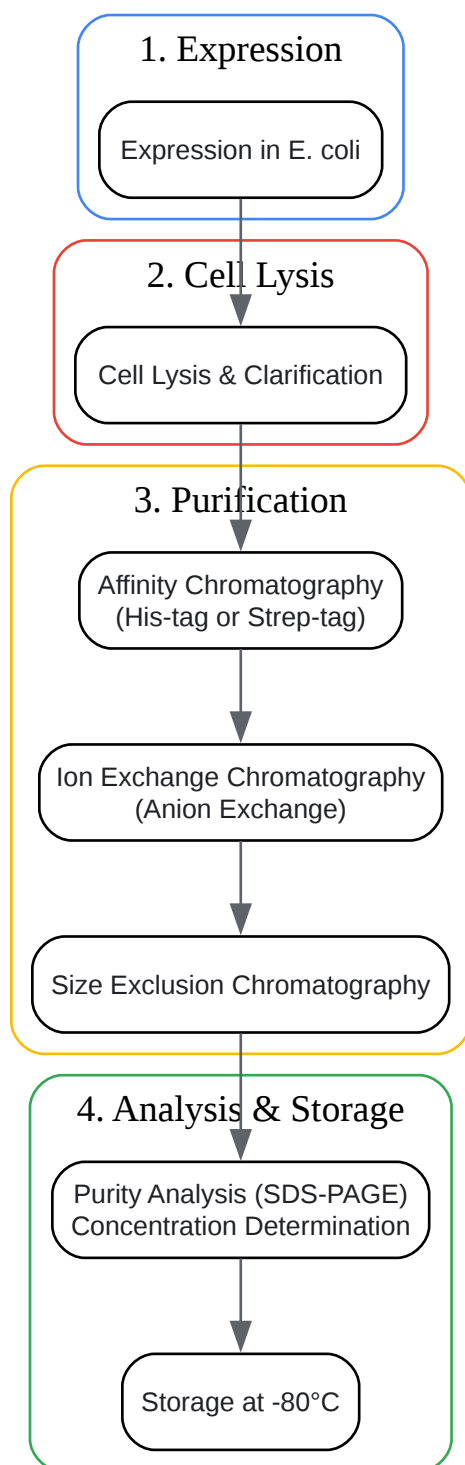 1. Expression
Expression in E. coli
2. Cell Lysis
Cell Lysis & Clarification
3. Purification
Affinity Chromatography
(His-tag or Strep-tag)
Ion Exchange Chromatography
(Anion Exchange)
Size Exclusion Chromatography
4. Analysis & Storage
Purity Analysis (SDS-PAGE)
Concentration Determination
Storage at -80°C